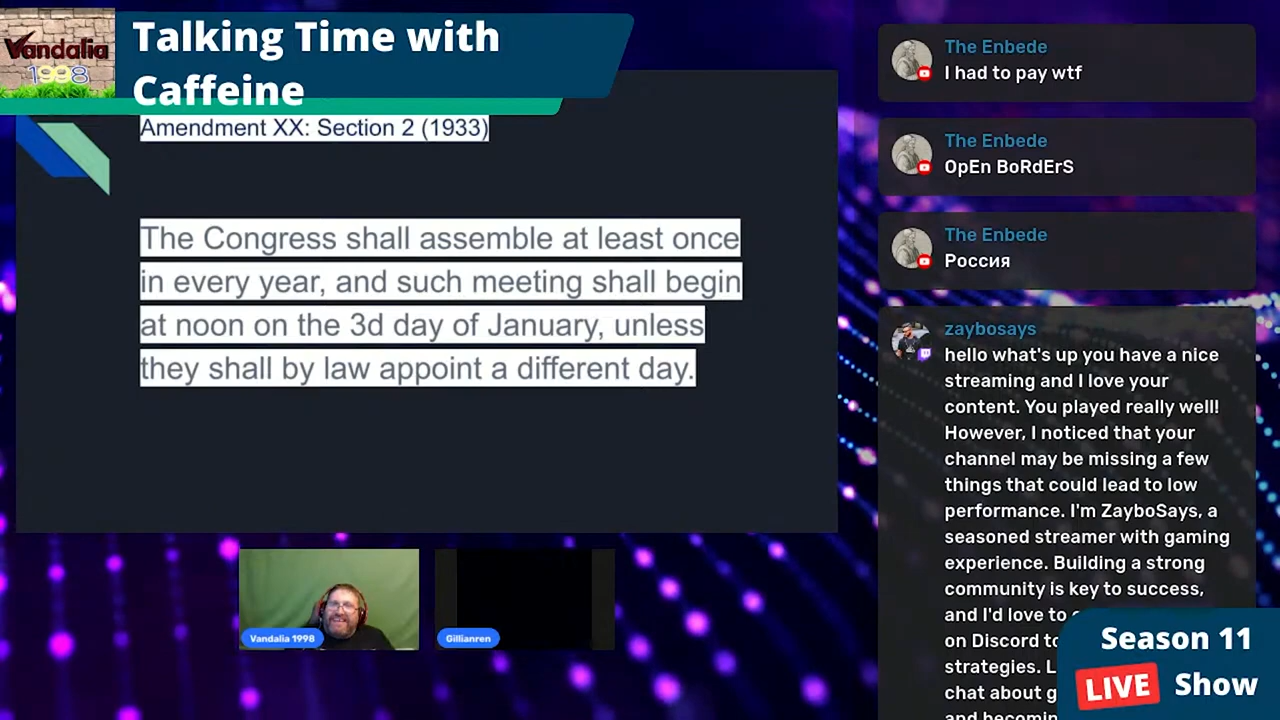 Vandalia
1998
Talking Time with
Caffeine
Amendment XX: Section 2 (1933)
The Congress shall assemble at least once
in every year, and such meeting shall begin
at noon on the 3d day of January, unless
they shall by law appoint a different day.
Vandalia 1998
Gillianren
The Enbede
I had to pay wtf
The Enbede
OpEn BoRdErS
The Enbede
Россия
zaybosays
hello what's up you have a nice
streaming and I love your
content. You played really well!
However, I noticed that your
channel may be missing a few
things that could lead to low
performance. I'm ZayboSays, a
seasoned streamer with gaming
experience. Building a strong
community is key to success,
and I'd love to
on Discord to
strategies. L
chat about g
and becomin
Season 11
LIVE Show